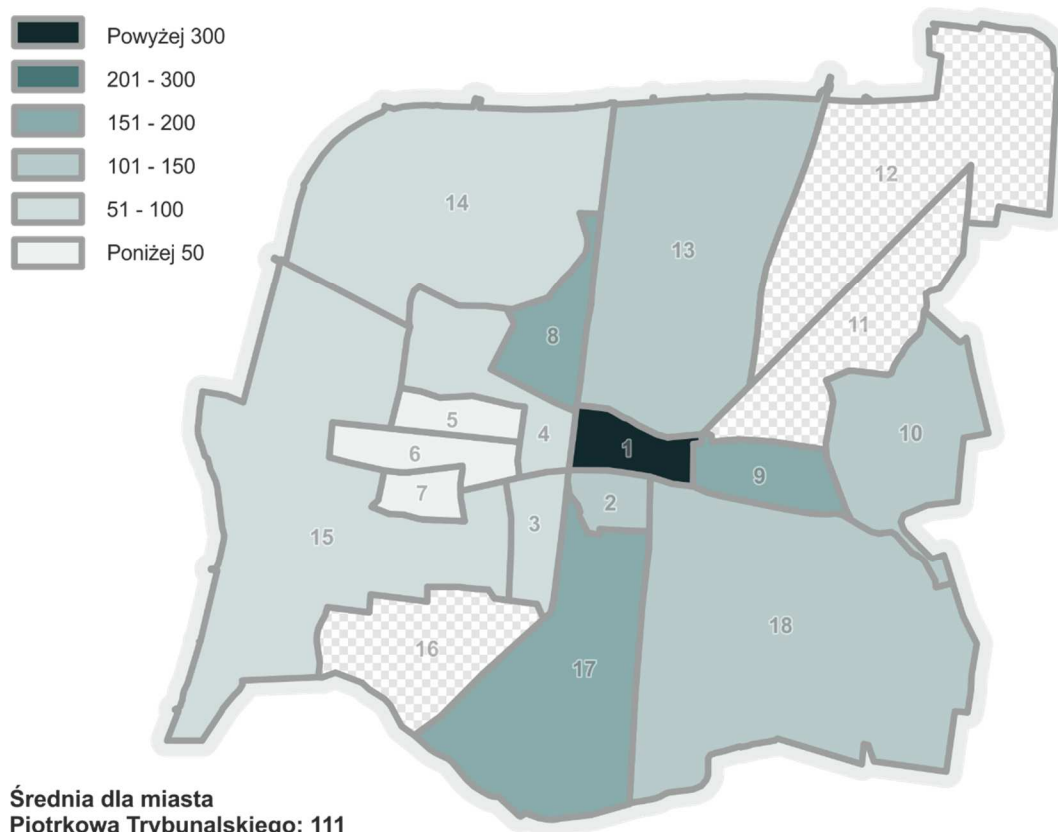 Powyżej 300
201 - 300
151 - 200
101 - 150
51 - 100
Poniżej 50
12
14
13
11
8
5
4
10
1
6
9
7
2
3
15
18
16
17
Średnia dla miasta
Piotrkowa Trybunalskiego: 111